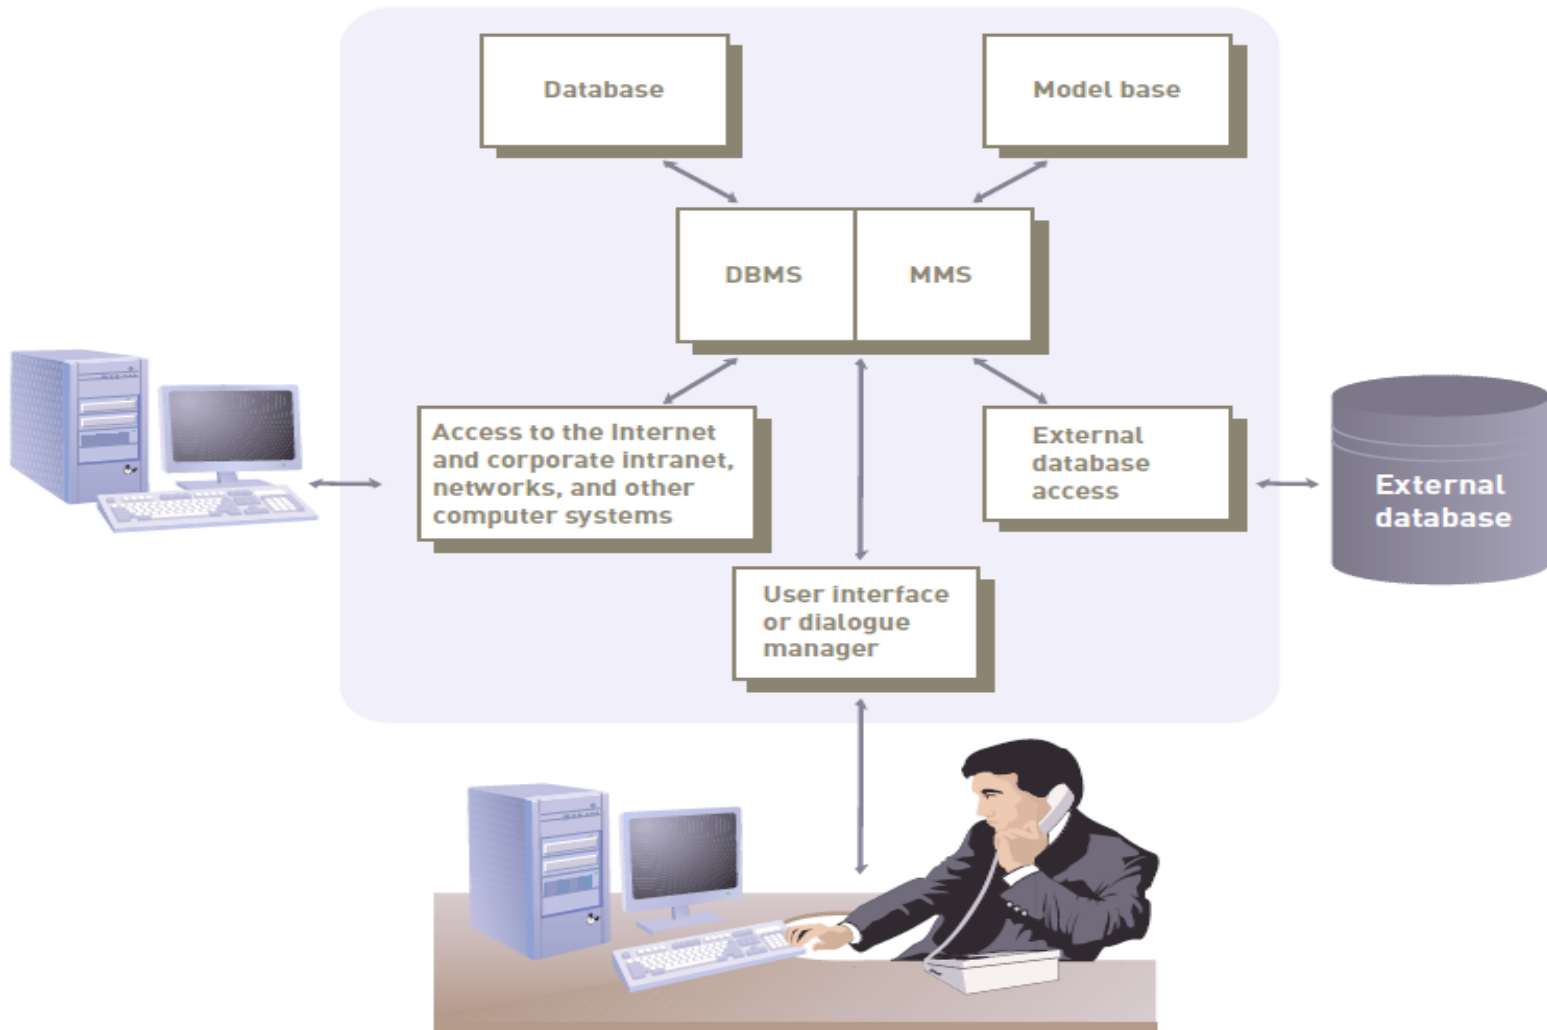 Database
Model base
DBMS
MMS
Access to the Internet
and corporate intranet,
networks, and other
computer systems
External
database
access
External
database
User interface
or dialogue
manager